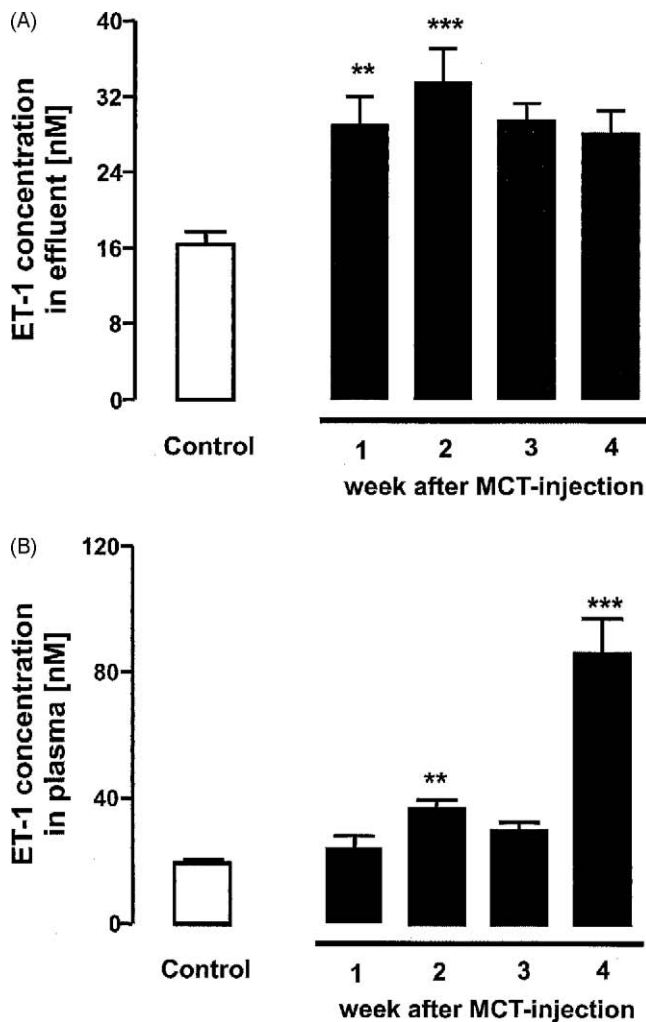 (A)
ET-1 concentration
in effluent [nM]
40
32
24
16
8
0
** ***
Control
1 2 3 4
week after MCT-injection
(B)
ET-1 concentration
in plasma [nM]
120
80
40
0
** ***
Control
1 2 3 4
week after MCT-injection